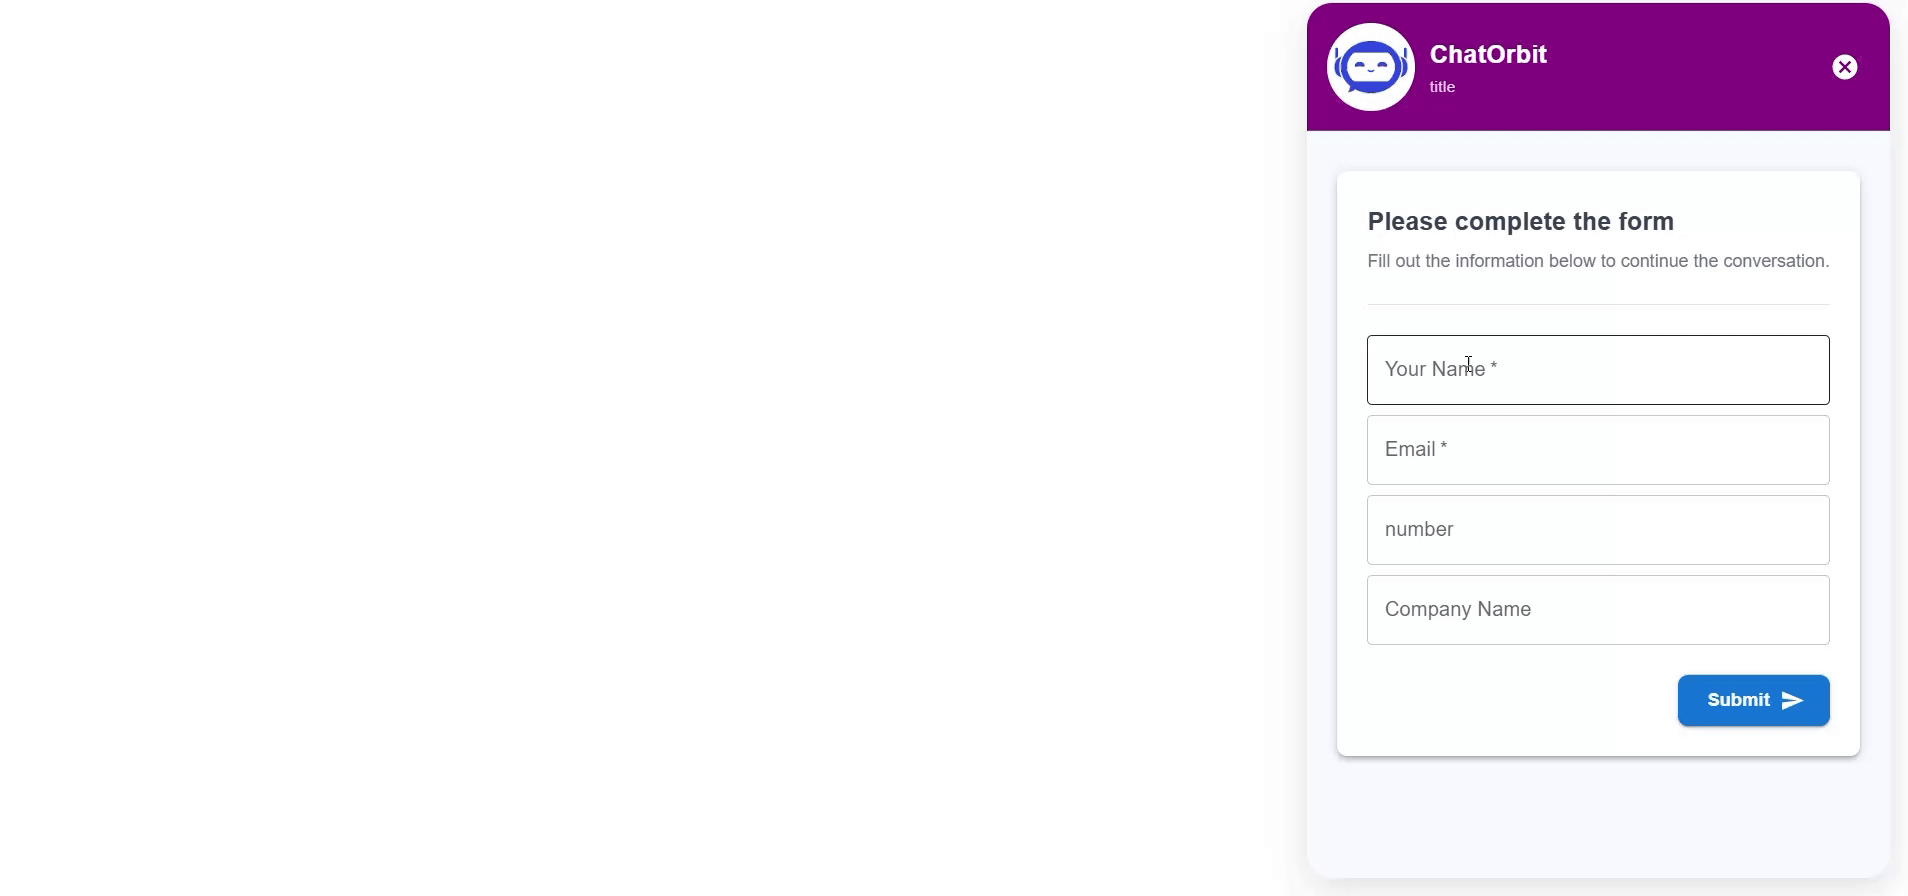 ChatOrbit
title
Please complete the form
Fill out the information below to continue the conversation.
Your Name *
Email *
number
Company Name
Submit